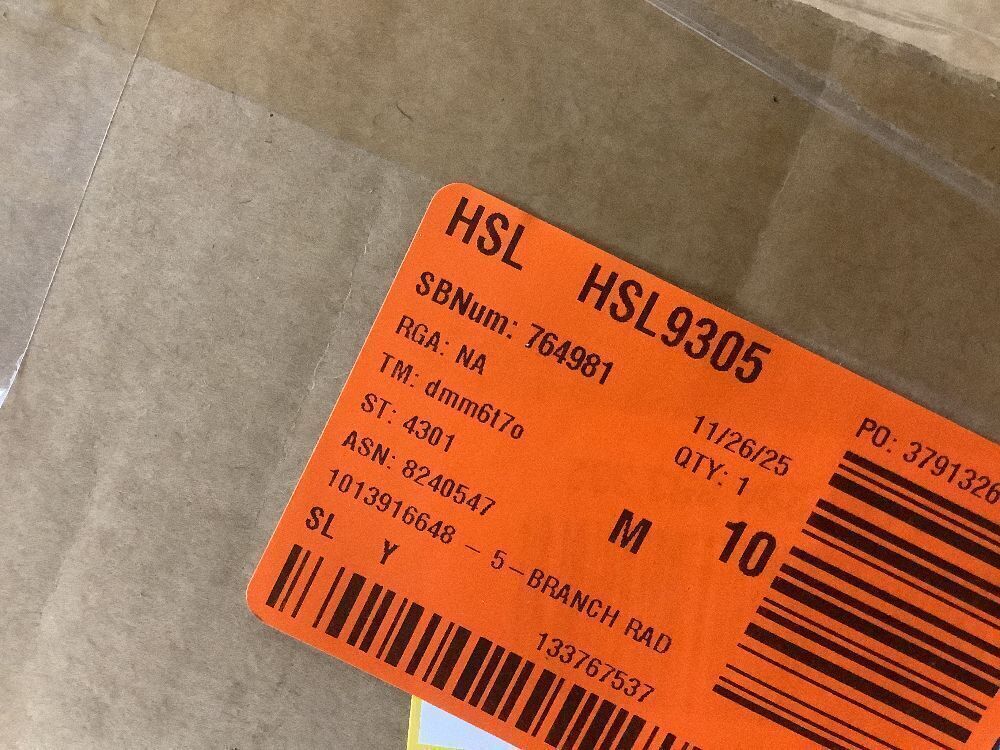 HSL HSL9305
SBNum: 764981
RGA: NA
TM: dmm6t7o
11/26/25
PO: 3791326
ST: 4301
QTY: 1
ASN: 8240547
M 10
1013916648 - 5-BRANCH RAD
SL Y
133767537